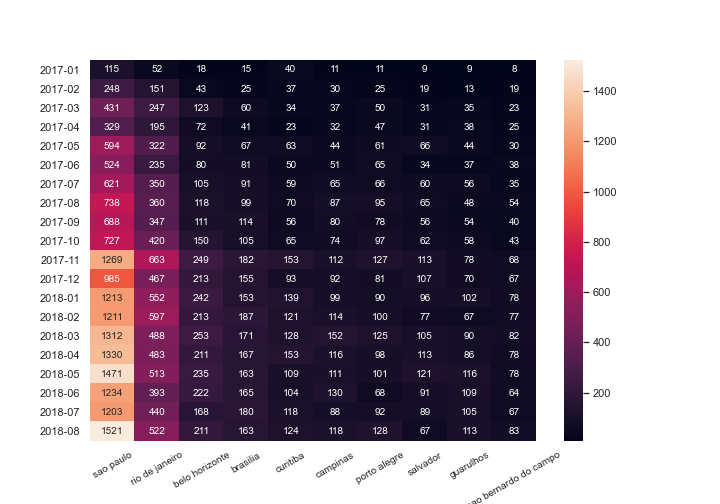 2017-01 115 52 18 15 40 11 11 9 9 8
2017-02 248 151 43 25 37 30 25 19 13 19
2017-03 431 247 123 60 34 37 50 31 35 23
2017-04 329 195 72 41 23 32 47 31 38 25
2017-05 594 322 92 67 63 44 61 66 44 30
2017-06 524 235 80 81 50 51 65 34 37 38
2017-07 621 350 105 91 59 65 66 60 56 35
2017-08 738 360 118 99 70 87 95 65 48 54
2017-09 688 347 111 114 56 80 78 56 54 40
2017-10 727 420 150 105 65 74 97 62 58 43
2017-11 1269 663 249 182 153 112 127 113 78 68
2017-12 985 467 213 155 93 92 81 107 70 67
2018-01 1213 552 242 153 139 99 90 96 102 78
2018-02 1211 597 213 187 121 114 100 77 67 77
2018-03 1312 488 253 171 128 152 125 105 90 82
2018-04 1330 483 211 167 153 116 98 113 86 78
2018-05 1471 513 235 163 109 111 101 121 116 78
2018-06 1234 393 222 165 104 130 68 91 109 64
2018-07 1203 440 168 180 118 88 92 89 105 67
2018-08 1521 522 211 163 124 118 128 67 113 83
sao paulo
rio de janeiro
belo horizonte
brasilia
curitiba
campinas
porto alegre
salvador
guarulhos
ao bernardo do campo
1400
1200
1000
800
600
400
200